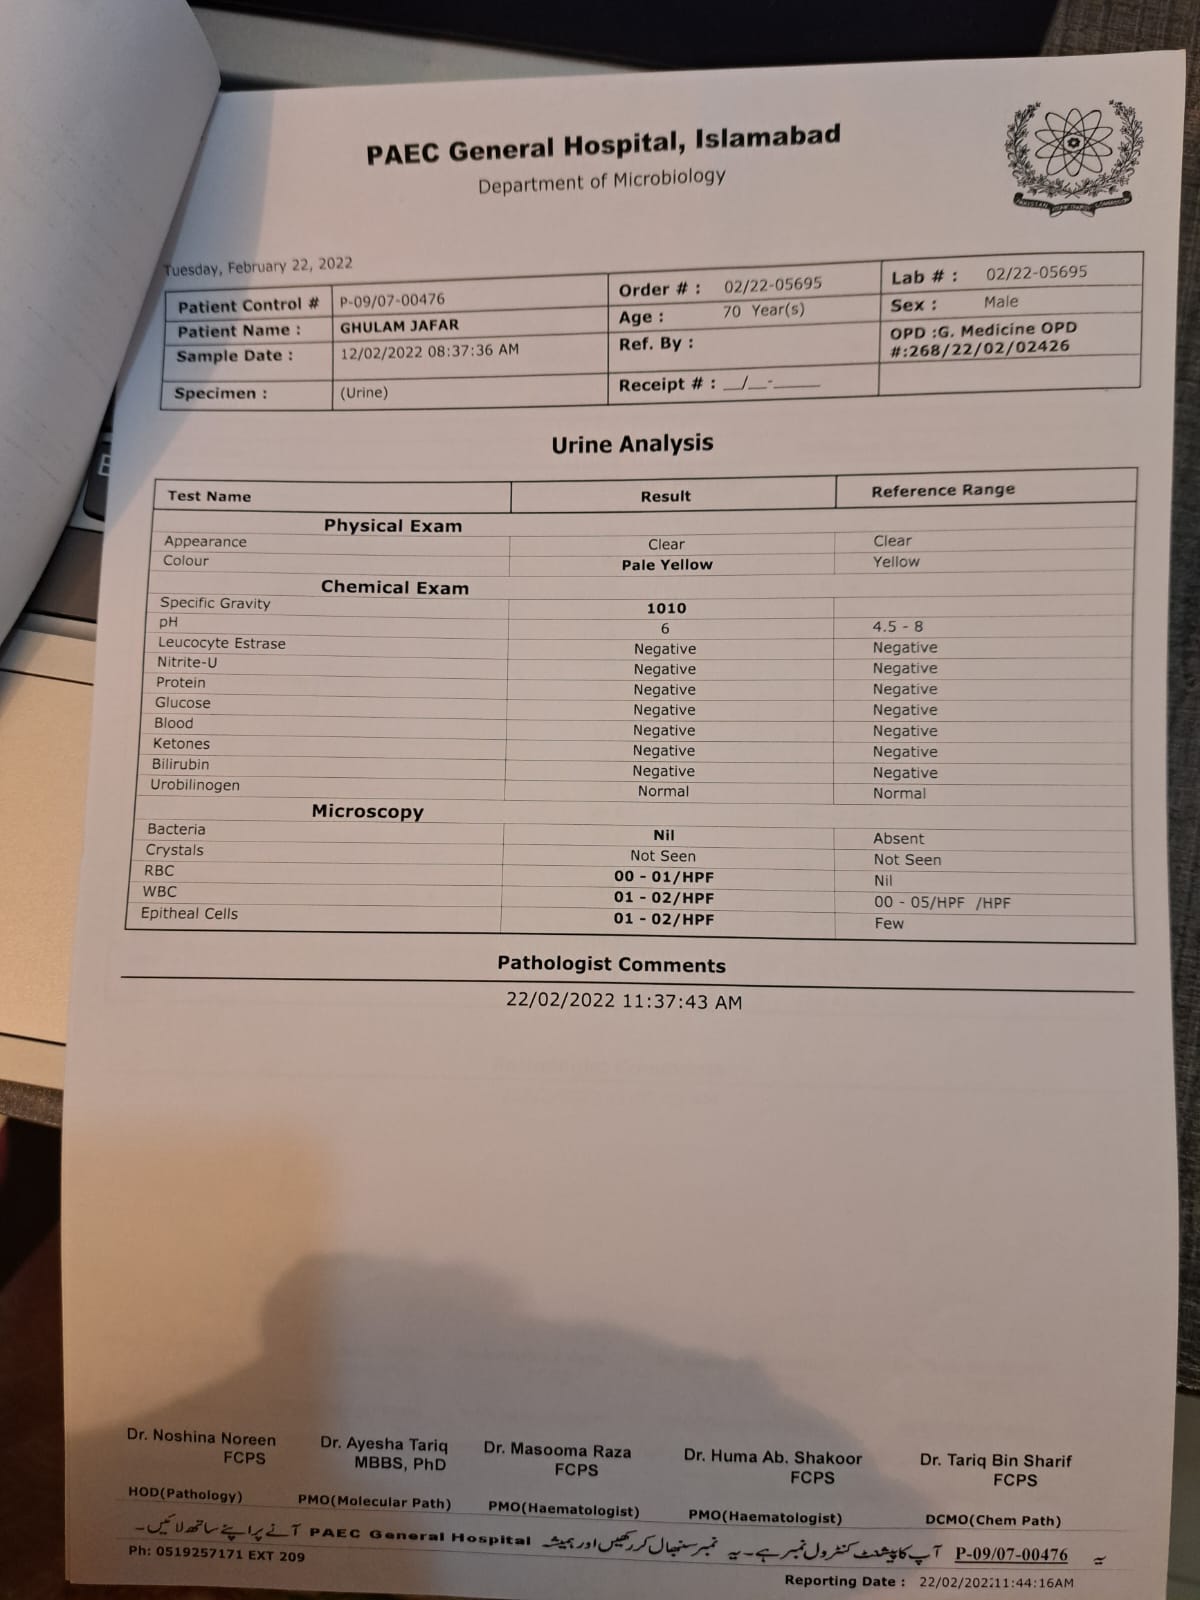 PAEC General Hospital, Islamabad
Department of Microbiology
Tuesday, February 22, 2022
Patient Control # P-09/07-00476 Order # : 02/22-05695 Lab # : 02/22-05695
Patient Name : GHULAM JAFAR Age : 70 Year(s) Sex : Male
Sample Date : 12/02/2022 08:37:36 AM Ref. By : OPD :G. Medicine OPD
#:268/22/02/02426
Specimen : (Urine) Receipt # : __/__-_____
Urine Analysis
Test Name Result Reference Range
Physical Exam
Appearance Clear Clear
Colour Pale Yellow Yellow
Chemical Exam
Specific Gravity 1010
pH 6 4.5 - 8
Leucocyte Estrase Negative Negative
Nitrite-U Negative Negative
Protein Negative Negative
Glucose Negative Negative
Blood Negative Negative
Ketones Negative Negative
Bilirubin Negative Negative
Urobilinogen Normal Normal
Microscopy
Bacteria Nil Absent
Crystals Not Seen Not Seen
RBC 00 - 01/HPF Nil
WBC 01 - 02/HPF 00 - 05/HPF /HPF
Epitheal Cells 01 - 02/HPF Few
Pathologist Comments
22/02/2022 11:37:43 AM
Dr. Noshina Noreen Dr. Ayesha Tariq Dr. Masooma Raza Dr. Huma Ab. Shakoor Dr. Tariq Bin Sharif
FCPS MBBS, PhD FCPS FCPS FCPS
HOD(Pathology) PMO(Molecular Path) PMO(Haematologist) PMO(Haematologist) DCMO(Chem Path)
یہ P-09/07-00476 آپ کا پیشنٹ کنٹرول نمبر ہے۔ یہ نمبر سنبھال کر رکھیں اور ہمیشہ PAEC General Hospital آنے پر اپنے ساتھ لائیں۔
Ph: 0519257171 EXT 209
Reporting Date : 22/02/202211:44:16AM